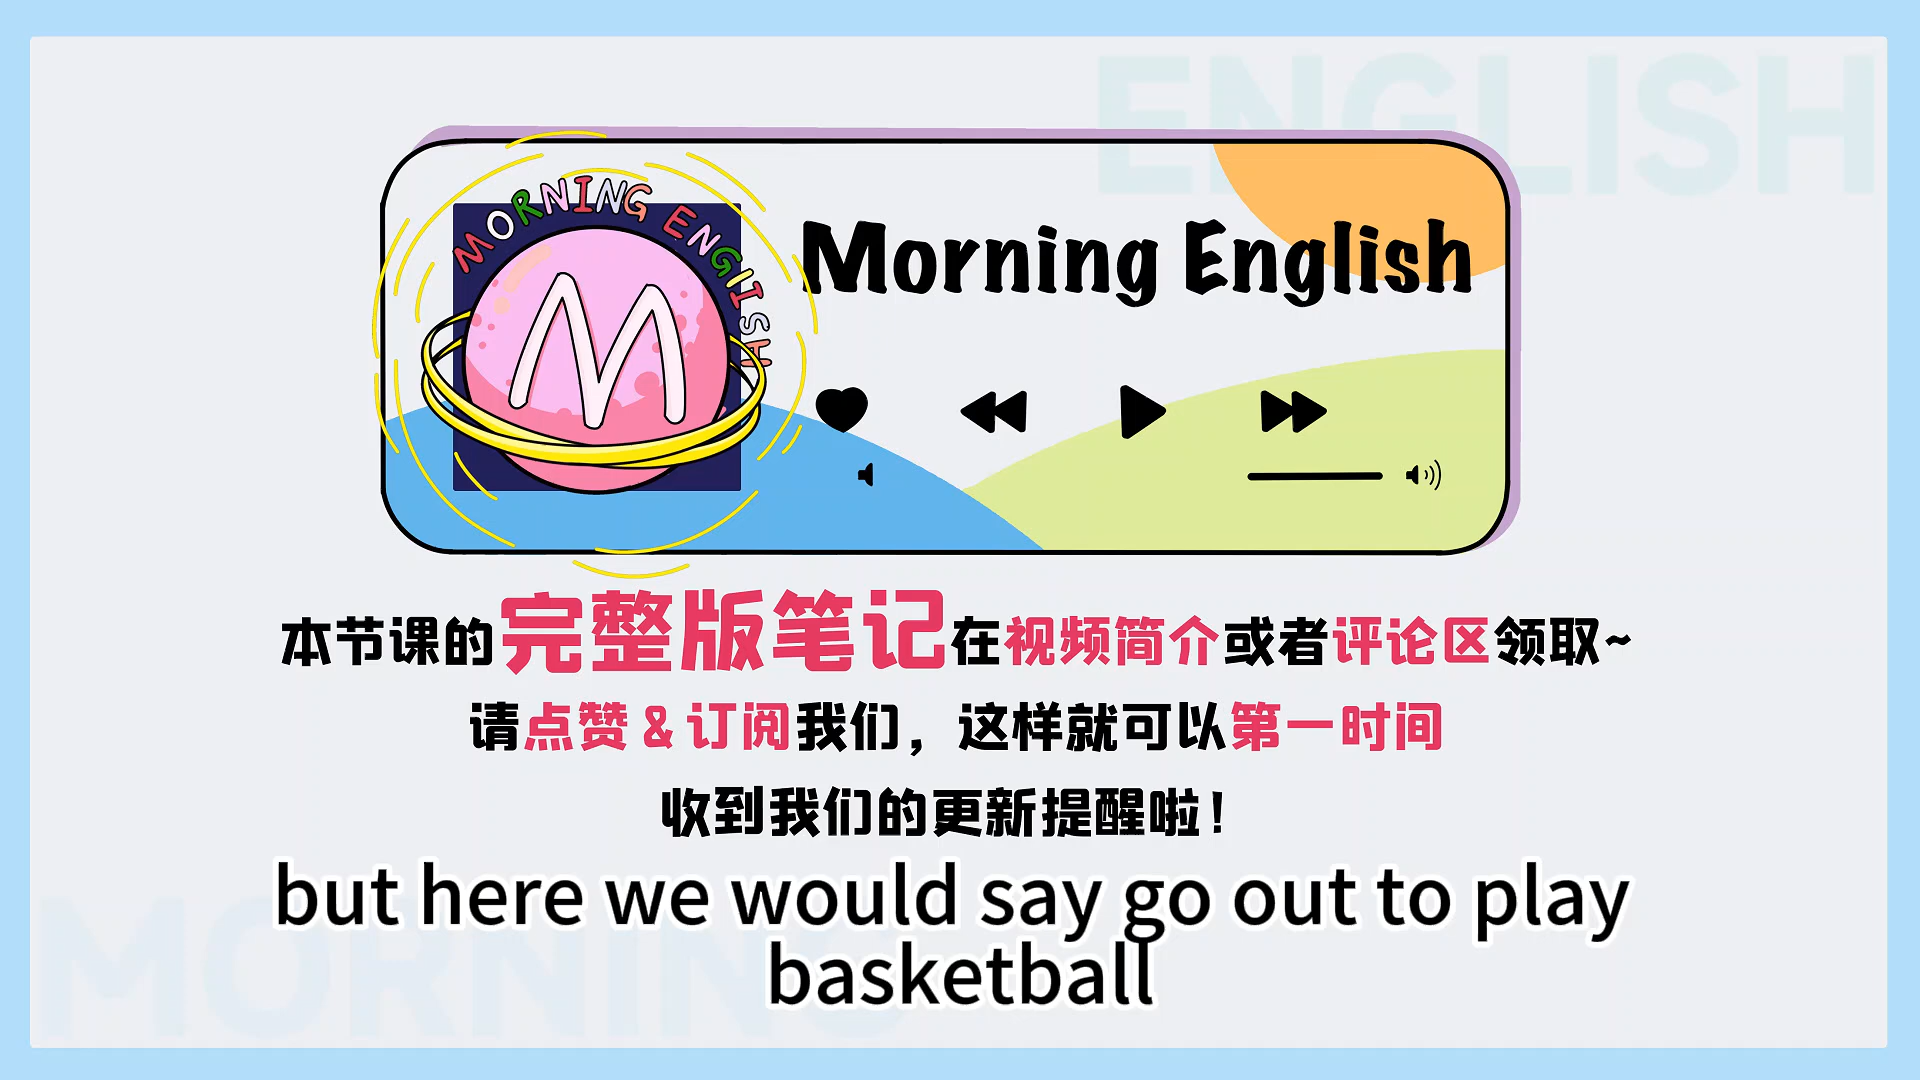 ENGLISH
MORNING ENGLISH
M
Morning English
本节课的完整版笔记在视频简介或者评论区领取~
请点赞&订阅我们，这样就可以第一时间
收到我们的更新提醒啦！
MORNING
but here we would say go out to play
basketball